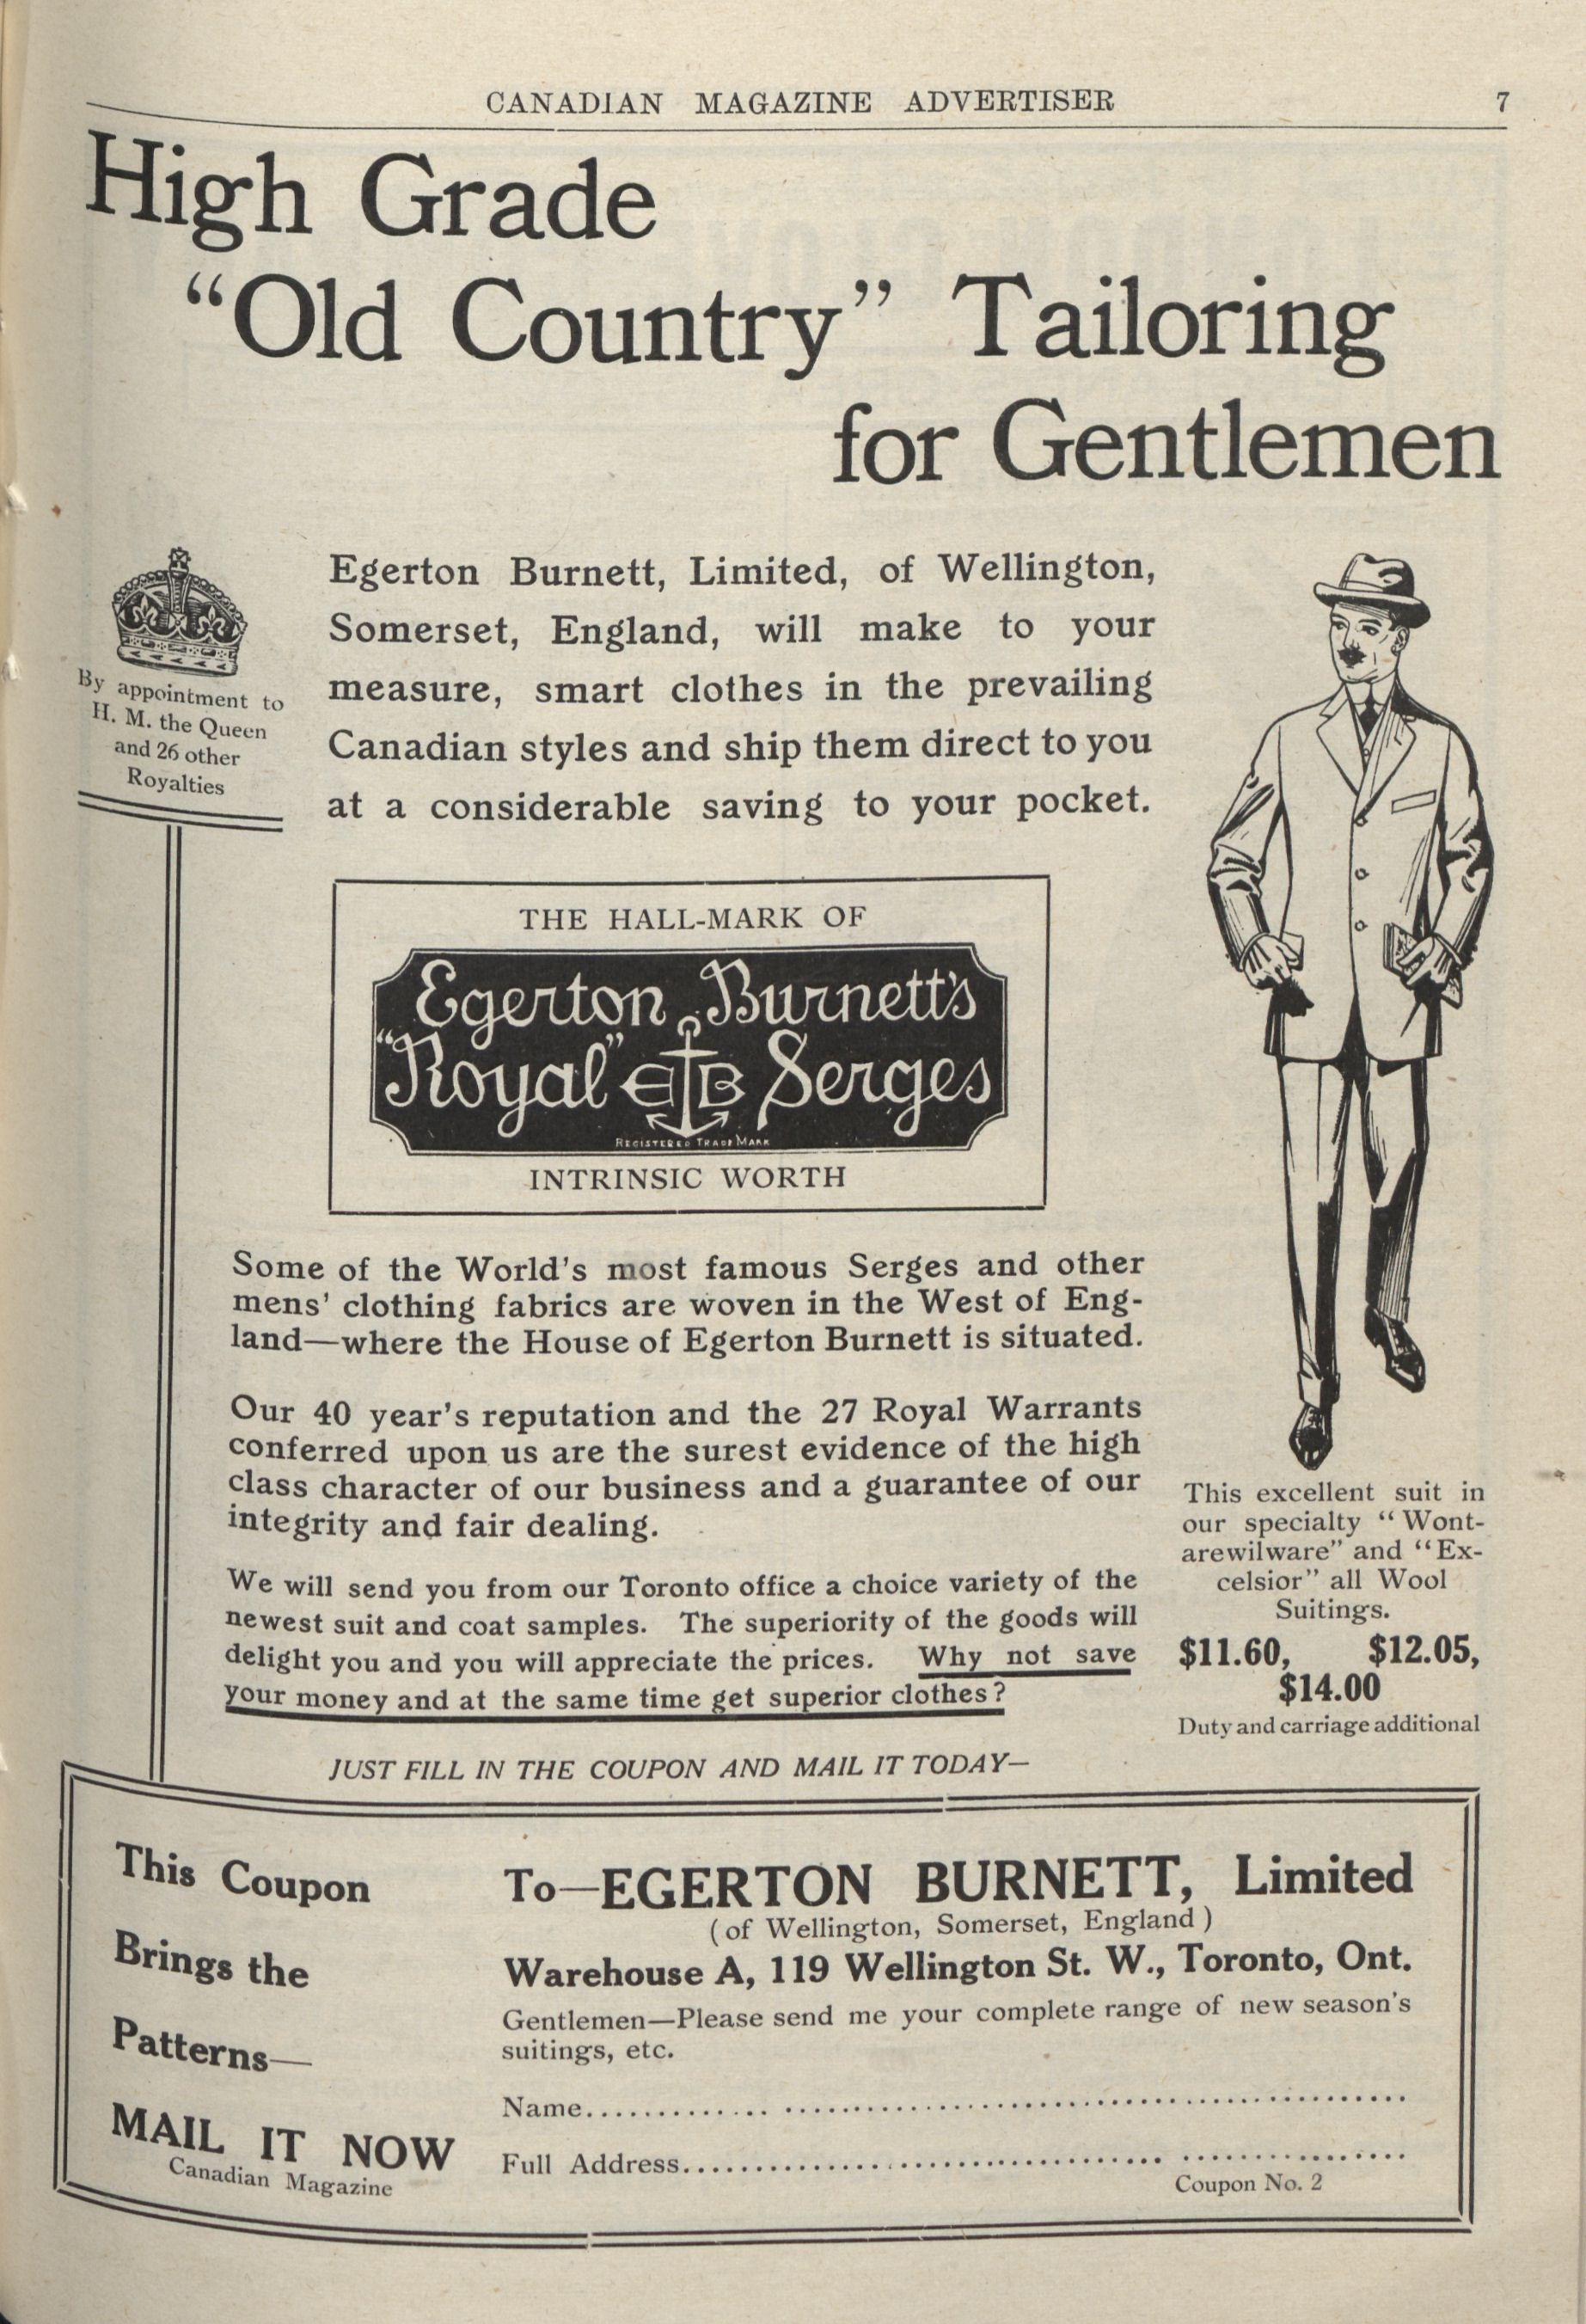 CANADIAN MAGAZINE ADVERTISER 7
High Grade
“Old Country” Tailoring
for Gentlemen
By appointment to
H. M. the Queen
and 26 other
Royalties
Egerton Burnett, Limited, of Wellington,
Somerset, England, will make to your
measure, smart clothes in the prevailing
Canadian styles and ship them direct to you
at a considerable saving to your pocket.
THE HALL-MARK OF
Egerton Burnett's
"Royal" EB Serges
REGISTERED TRADE MARK
INTRINSIC WORTH
Some of the World's most famous Serges and other
mens' clothing fabrics are woven in the West of Eng-
land—where the House of Egerton Burnett is situated.
Our 40 year's reputation and the 27 Royal Warrants
conferred upon us are the surest evidence of the high
class character of our business and a guarantee of our
integrity and fair dealing.
We will send you from our Toronto office a choice variety of the
newest suit and coat samples. The superiority of the goods will
delight you and you will appreciate the prices. Why not save
your money and at the same time get superior clothes?
This excellent suit in
our specialty “Wont-
arewilware” and “Ex-
celsior” all Wool
Suitings.
$11.60, $12.05,
$14.00
Duty and carriage additional
JUST FILL IN THE COUPON AND MAIL IT TODAY—
This Coupon
Brings the
Patterns—
MAIL IT NOW
Canadian Magazine
To—EGERTON BURNETT, Limited
(of Wellington, Somerset, England)
Warehouse A, 119 Wellington St. W., Toronto, Ont.
Gentlemen—Please send me your complete range of new season's
suitings, etc.
Name............................................................
Full Address............................................................
Coupon No. 2